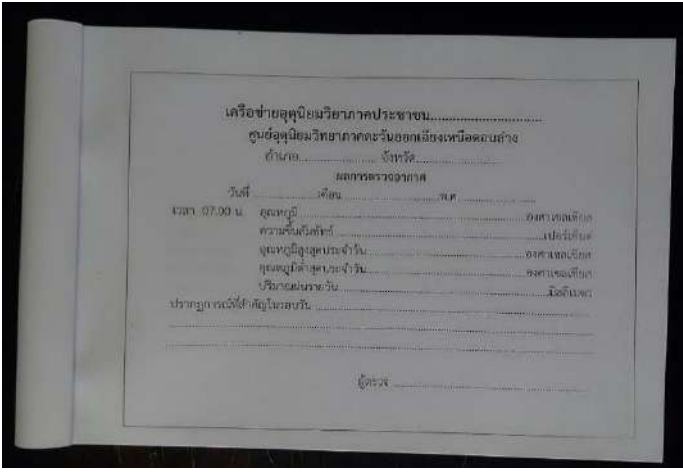 เครือข่ายอุตุนิยมวิยาภาคประชาชน..............................
ศูนย์อุตุนิยมวิทยาภาคตะวันออกเฉียงเหนือตอนล่าง
อำเภอ...................... จังหวัด.................
ผลการตรวจอากาศ
วันที่ ..................เดือน..............................พ.ศ. .......................
เวลา 07.00 น. อุณหภูมิ............................................................องศาเซลเซียส
ความชื้นสัมพัทธ์............................................................เปอร์เซ็นต์
อุณหภูมิสูงสุดประจำวัน..............................................องศาเซลเซียส
อุณหภูมิต่ำสุดประจำวัน..............................................องศาเซลเซียส
ปริมาณฝนรายวัน............................................................มิลลิเมตร
ปรากฏการณ์ที่สำคัญในรอบวัน................................................................
................................................................................................
................................................................................................
ผู้ตรวจ ..................................................